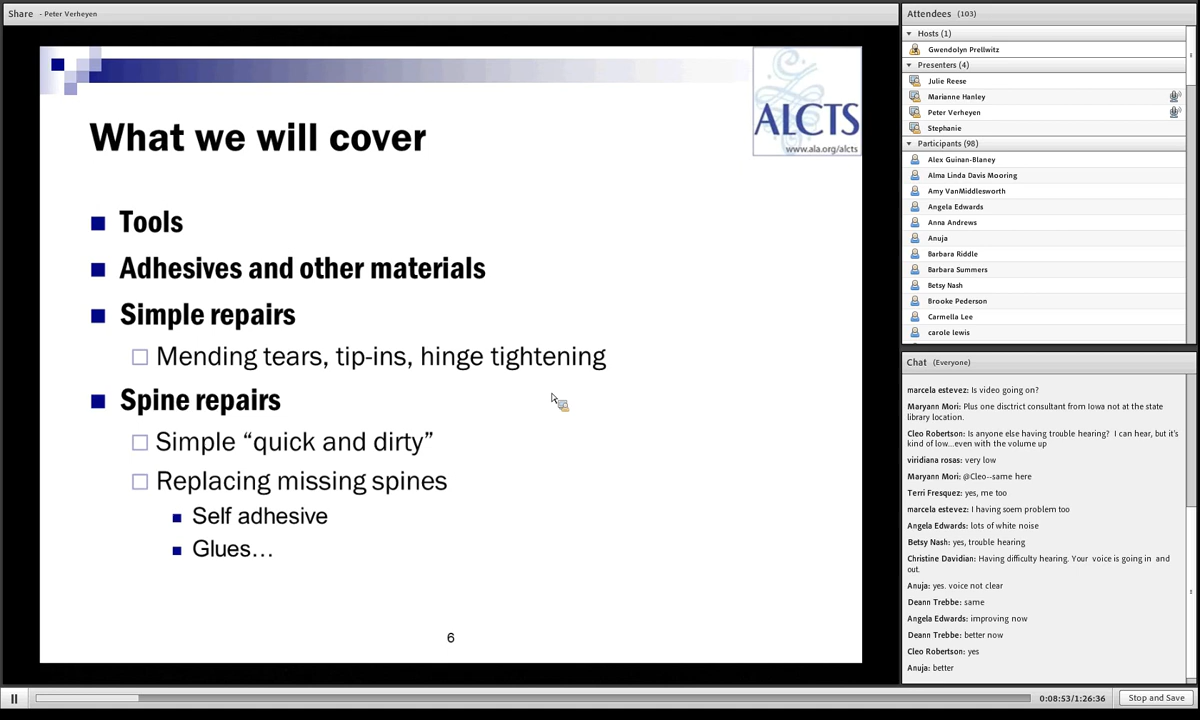 Share - Peter Verheyen
ALCTS
www.ala.org/alcts
What we will cover
Tools
Adhesives and other materials
Simple repairs
Mending tears, tip-ins, hinge tightening
Spine repairs
Simple “quick and dirty”
Replacing missing spines
Self adhesive
Glues…
6
Attendees (103)
Hosts (1)
Gwendolyn Prellwitz
Presenters (4)
Julie Reese
Marianne Hanley
Peter Verheyen
Stephanie
Participants (98)
Alex Guinan-Blaney
Alma Linda Davis Mooring
Amy VanMiddlesworth
Angela Edwards
Anna Andrews
Anuja
Barbara Riddle
Barbara Summers
Betsy Nash
Brooke Pederson
Carmella Lee
carole lewis
Chat (Everyone)
marcela estevez: Is video going on?
Maryann Mori: Plus one disctrict consultant from Iowa not at the state
library location.
Cleo Robertson: Is anyone else having trouble hearing? I can hear, but it's
kind of low...even with the volume up
viridiana rosas: very low
Maryann Mori: @Cleo--same here
Terri Fresquez: yes, me too
marcela estevez: I having soem problem too
Angela Edwards: lots of white noise
Betsy Nash: yes, trouble hearing
Christine Davidian: Having difficulty hearing. Your voice is going in and
out.
Anuja: yes. voice not clear
Deann Trebbe: same
Angela Edwards: improving now
Deann Trebbe: better now
Cleo Robertson: yes
Anuja: better
0:08:53/1:26:36
Stop and Save